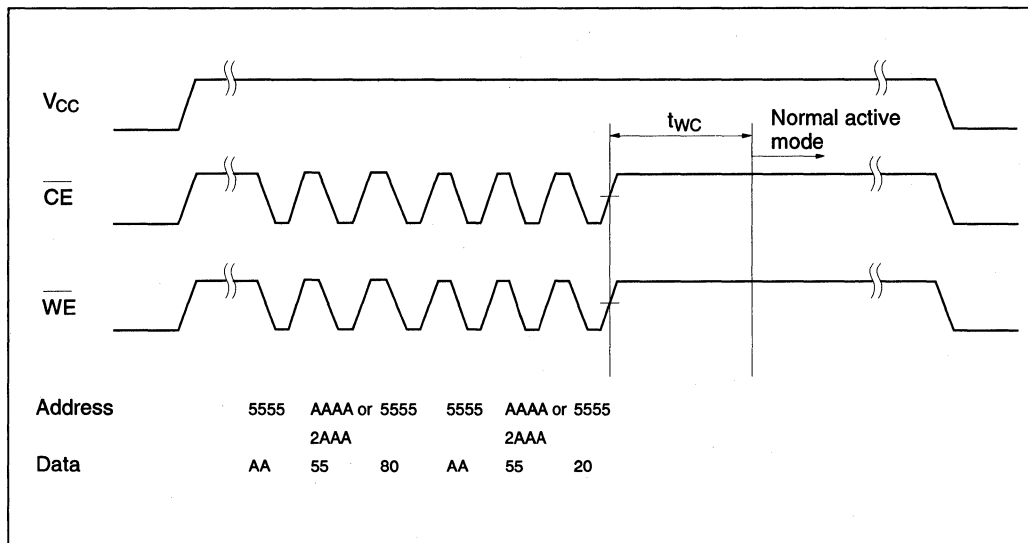 VCC
tWC
Normal active
mode
CE
WE
Address 5555 AAAA or 5555 5555 AAAA or 5555
2AAA 2AAA
Data AA 55 80 AA 55 20